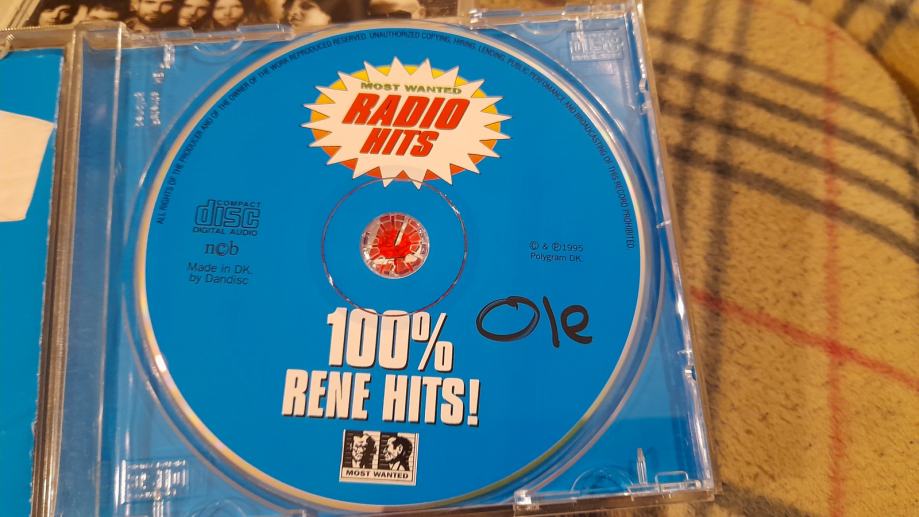 ALL RIGHTS OF THE PRODUCER AND OF THE OWNER OF THE WORK REPRODUCED RESERVED. UNAUTHORIZED COPYING, HIRING, LENDING, PUBLIC PERFORMANCE AND BROADCASTING OF THIS RECORD PROHIBITED
MOST WANTED
RADIO
HITS
COMPACT
disc
DIGITAL AUDIO
ncb
Made in DK.
by Dandisc
© & ℗ 1995
Polygram DK.
Ole
100%
RENE HITS!
MOST WANTED